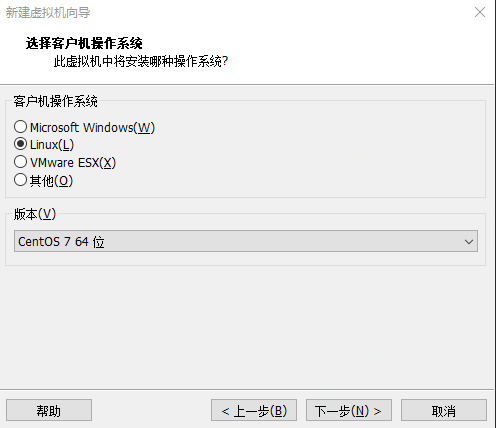 新建虚拟机向导
选择客户机操作系统
此虚拟机中将安装哪种操作系统?
客户机操作系统
Microsoft Windows(W)
Linux(L)
VMware ESX(X)
其他(O)
版本(V)
CentOS 7 64 位
帮助
< 上一步(B)
下一步(N) >
取消